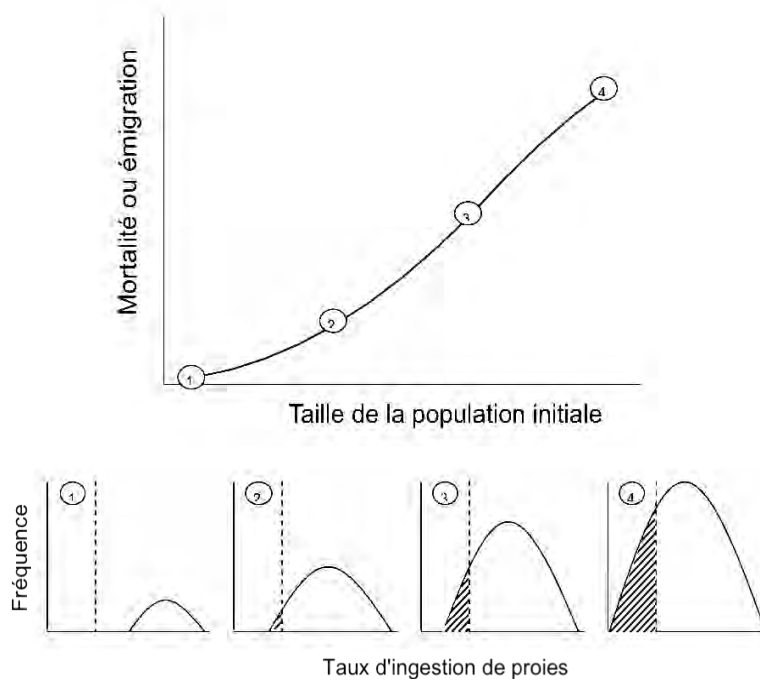 Mortalité ou émigration
4
3
2
1
Taille de la population initiale
1
2
3
4
Fréquence
Taux d'ingestion de proies